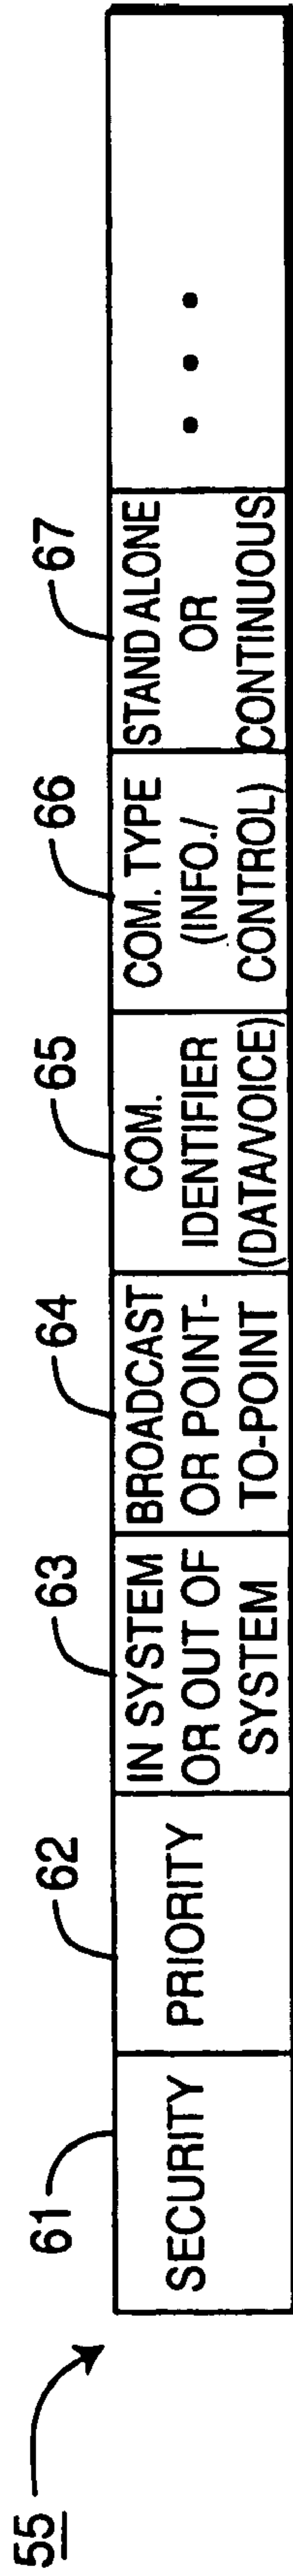 55
61
62
63
64
65
66
67
SECURITY
PRIORITY
IN SYSTEM
OR OUT OF
SYSTEM
BROADCAST
OR POINT-
TO-POINT
COM.
IDENTIFIER
(DATA/VOICE)
COM. TYPE
(INFO./
CONTROL)
STAND ALONE
OR
CONTINUOUS
• • •